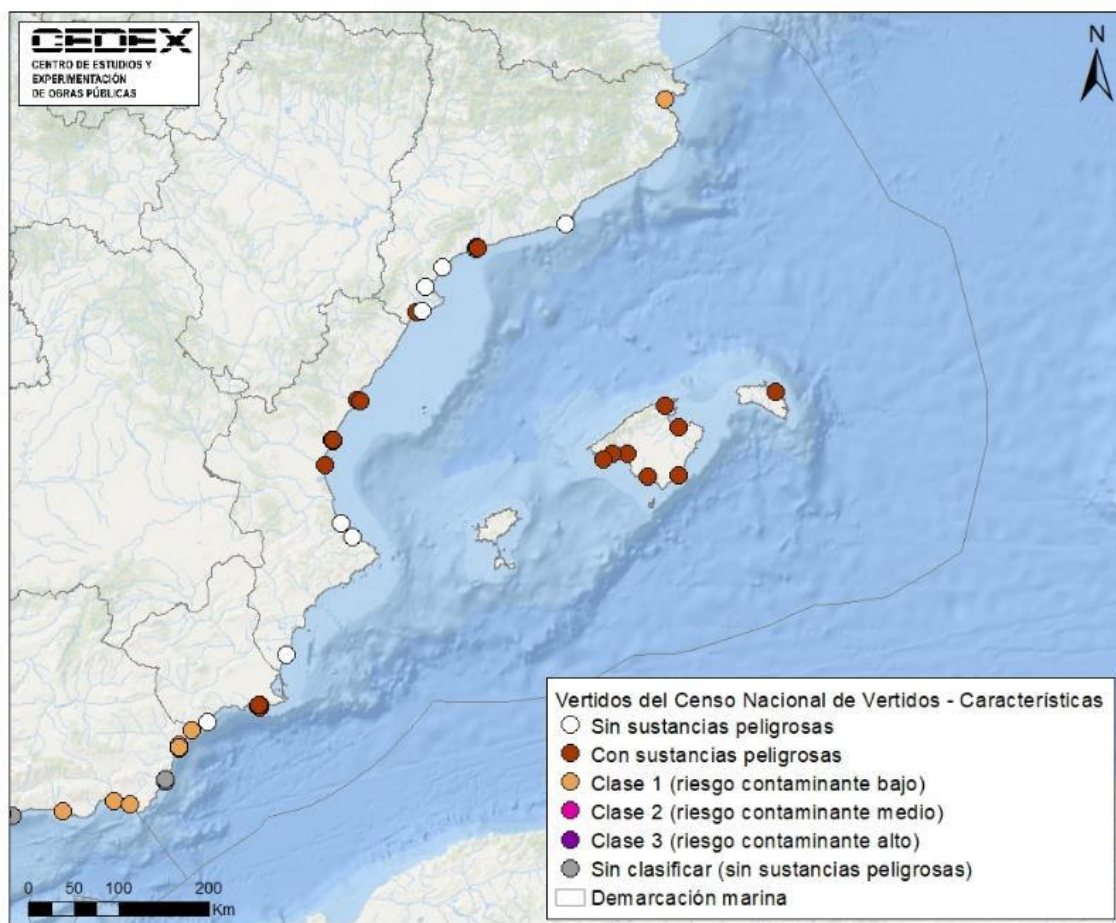 CEDEX
CENTRO DE ESTUDIOS Y
EXPERIMENTACIÓN
DE OBRAS PÚBLICAS
N
Vertidos del Censo Nacional de Vertidos - Características
Sin sustancias peligrosas
Con sustancias peligrosas
Clase 1 (riesgo contaminante bajo)
Clase 2 (riesgo contaminante medio)
Clase 3 (riesgo contaminante alto)
Sin clasificar (sin sustancias peligrosas)
Demarcación marina
0 50 100 200
Km